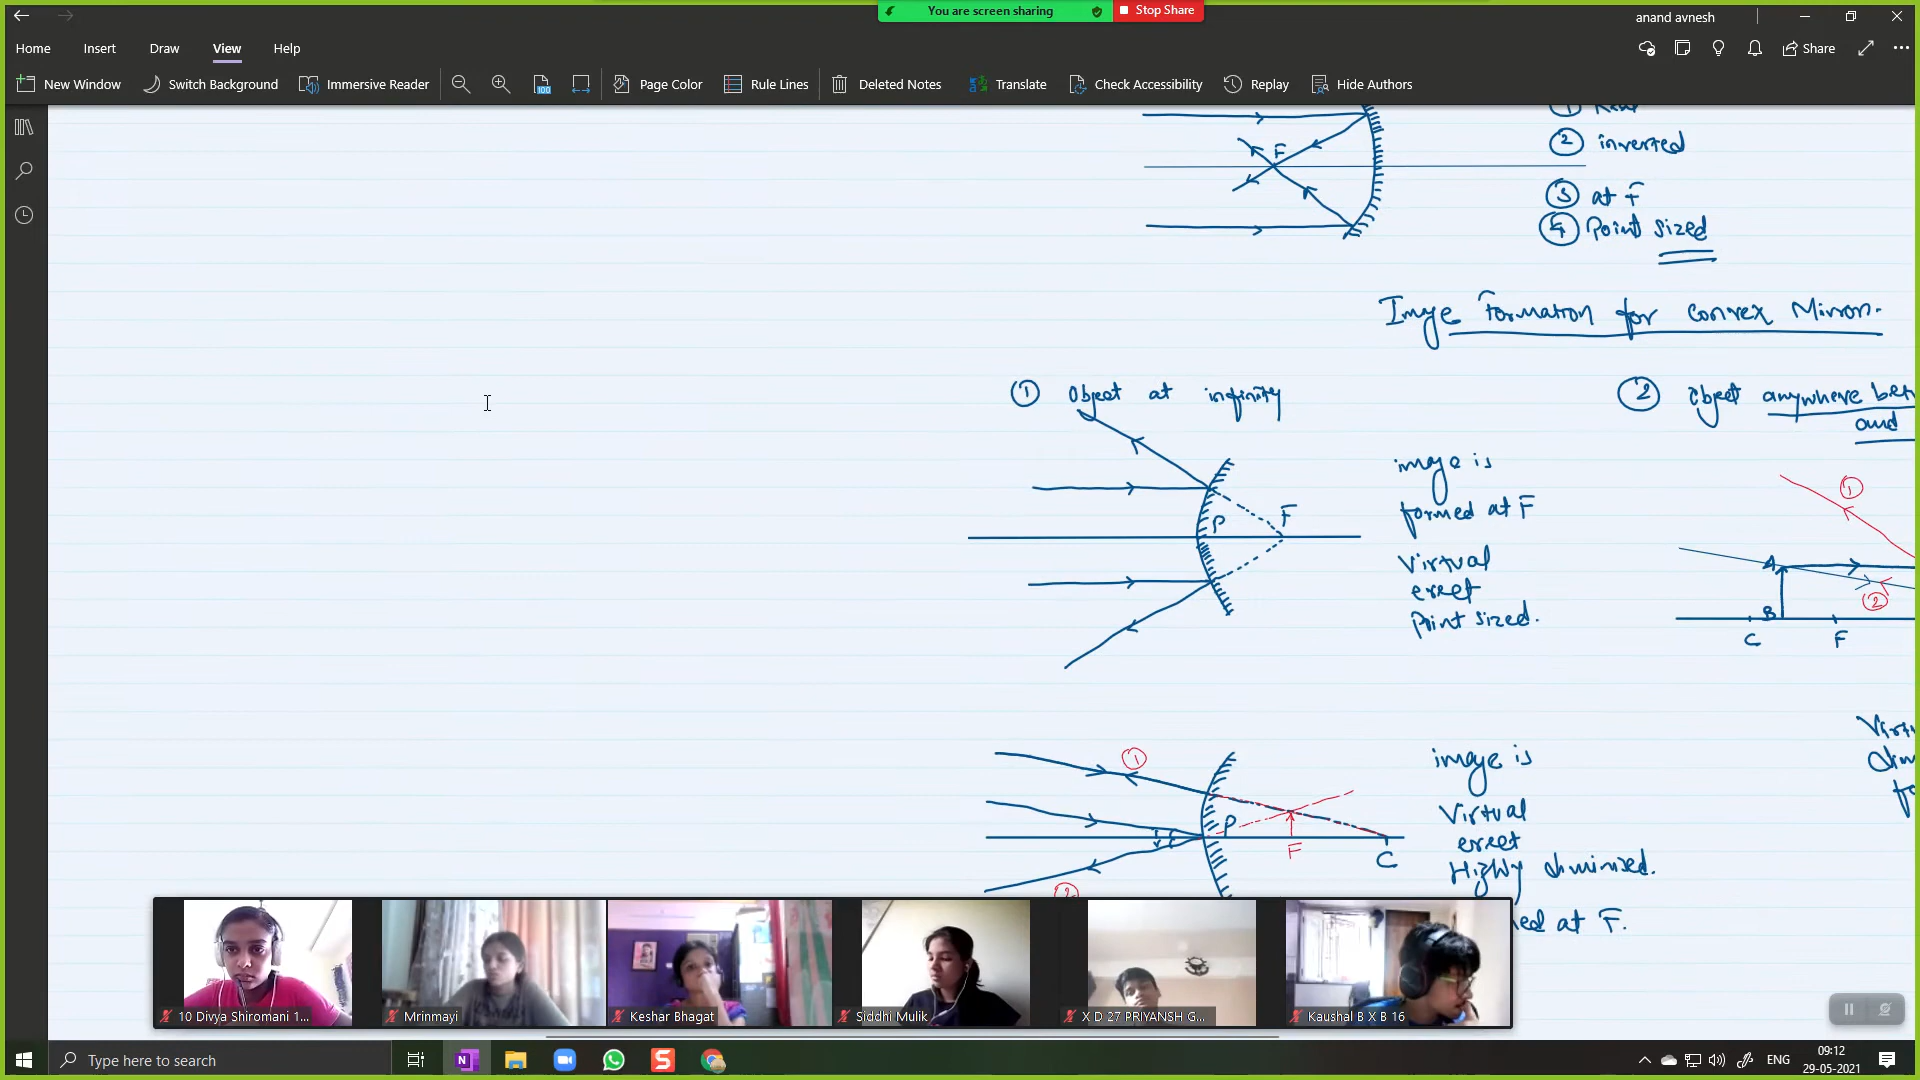 You are screen sharing
Stop Share
anand avnesh
Home Insert Draw View Help
Share
New Window Switch Background Immersive Reader Page Color Rule Lines Deleted Notes Translate Check Accessibility Replay Hide Authors
100
F
② inverted
③ at F
④ Point sized
Image Formation for Convex Mirror.
① Object at infinity
② Object anywhere
and
image is
formed at F
Virtual
erect
Point sized.
P F
①
A
②
B
C F
①
P
F
C
②
image is
Virtual
erect
Highly diminised.
at F.
10 Divya Shiromani 1...
Mrinmayi
Keshar Bhagat
Siddhi Mulik
X D 27 PRIYANSH G...
Kaushal B X B 16
Type here to search
N
S
ENG
09:12
29-05-2021